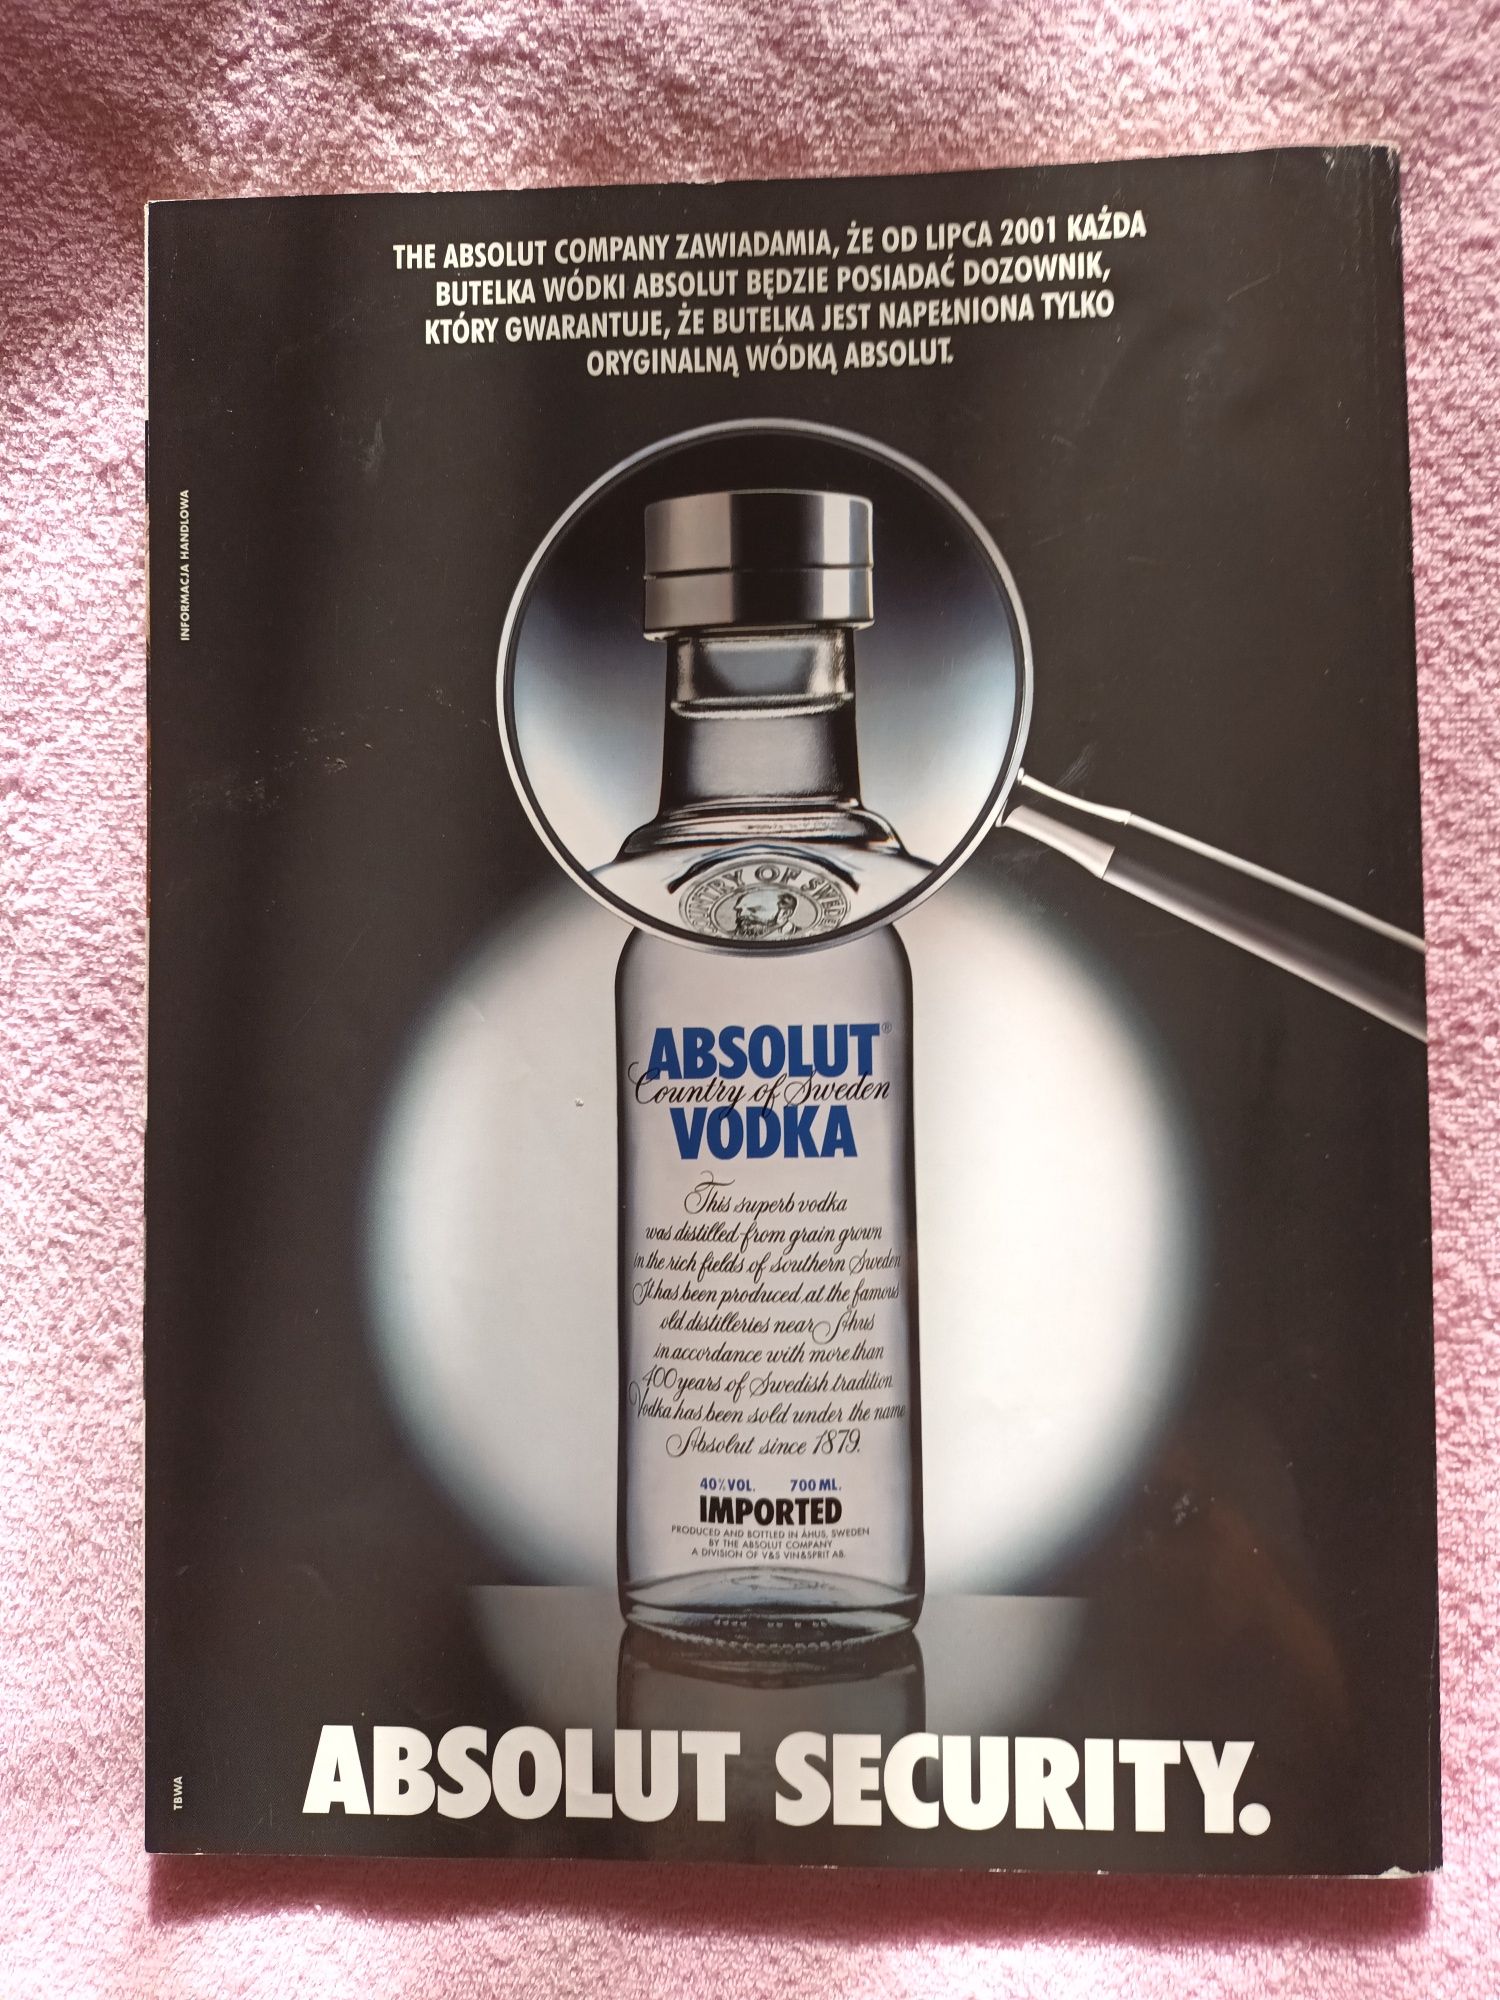 THE ABSOLUT COMPANY ZAWIADAMIA, ŻE OD LIPCA 2001 KAŻDA
BUTELKA WÓDKI ABSOLUT BĘDZIE POSIADAĆ DOZOWNIK,
KTÓRY GWARANTUJE, ŻE BUTELKA JEST NAPEŁNIONA TYLKO
ORYGINALNĄ WÓDKĄ ABSOLUT.
INFORMACJA HANDLOWA
COUNTRY OF SWEDEN
ABSOLUT®
Country of Sweden
VODKA
This superb vodka
was distilled from grain grown
in the rich fields of southern Sweden
It has been produced at the famous
old distilleries near Åhus
in accordance with more than
400 years of Swedish tradition
Vodka has been sold under the name
Absolut since 1879.
40% VOL. 700 ML.
IMPORTED
PRODUCED AND BOTTLED IN ÅHUS, SWEDEN
BY THE ABSOLUT COMPANY
A DIVISION OF V&S VIN&SPRIT AB.
ABSOLUT SECURITY.
TBWA